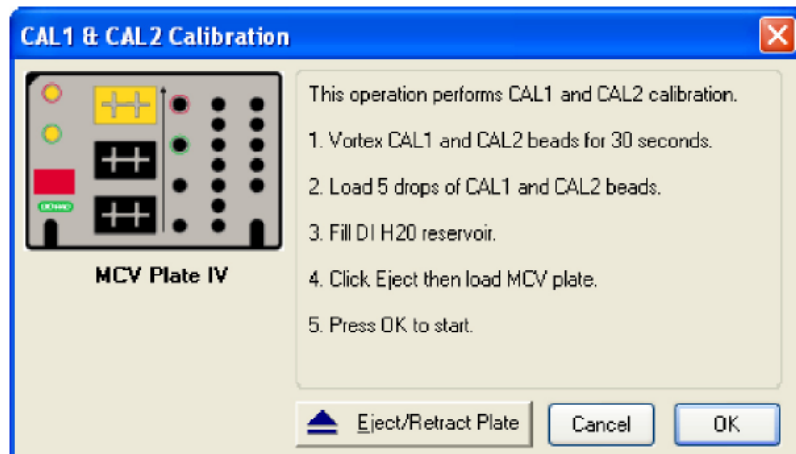 CAL1 & CAL2 Calibration
This operation performs CAL1 and CAL2 calibration.
1. Vortex CAL1 and CAL2 beads for 30 seconds.
2. Load 5 drops of CAL1 and CAL2 beads.
3. Fill DI H20 reservoir.
4. Click Eject then load MCV plate.
5. Press OK to start.
MCV Plate IV
Eject/Retract Plate
Cancel
OK